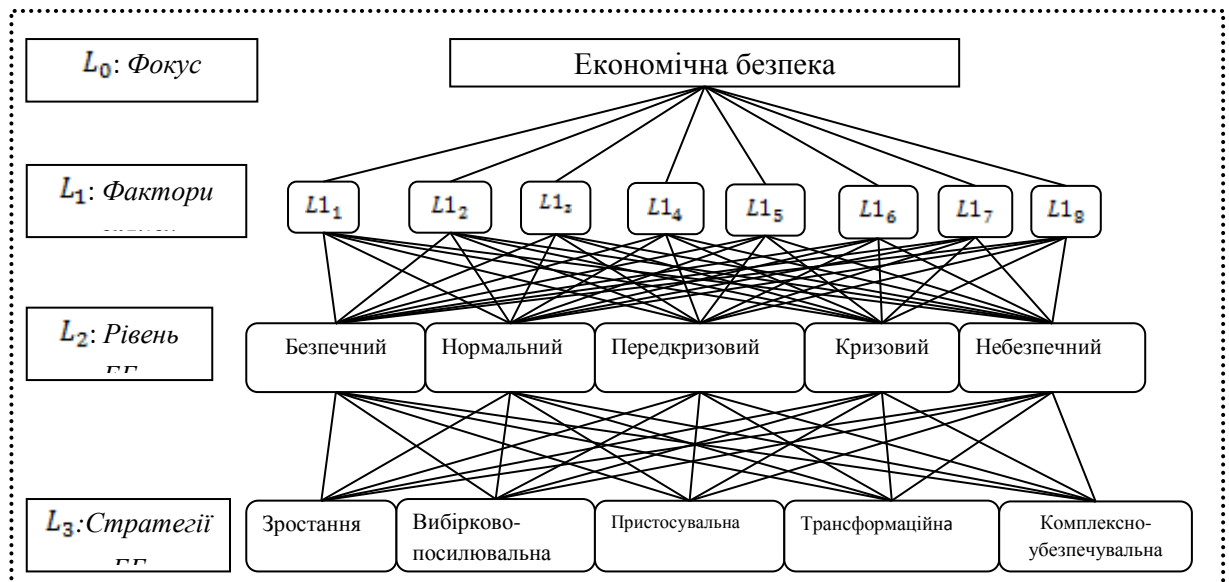 L₀: Фокус
Економічна безпека
L₁: Фактори
L1₁ L1₂ L1₃ L1₄ L1₅ L1₆ L1₇ L1₈
L₂: Рівень
Безпечний Нормальний Передкризовий Кризовий Небезпечний
L₃:Стратегії
Зростання Вибірково- Пристосувальна Трансформаційна Комплексно-
посилювальна убезпечувальна